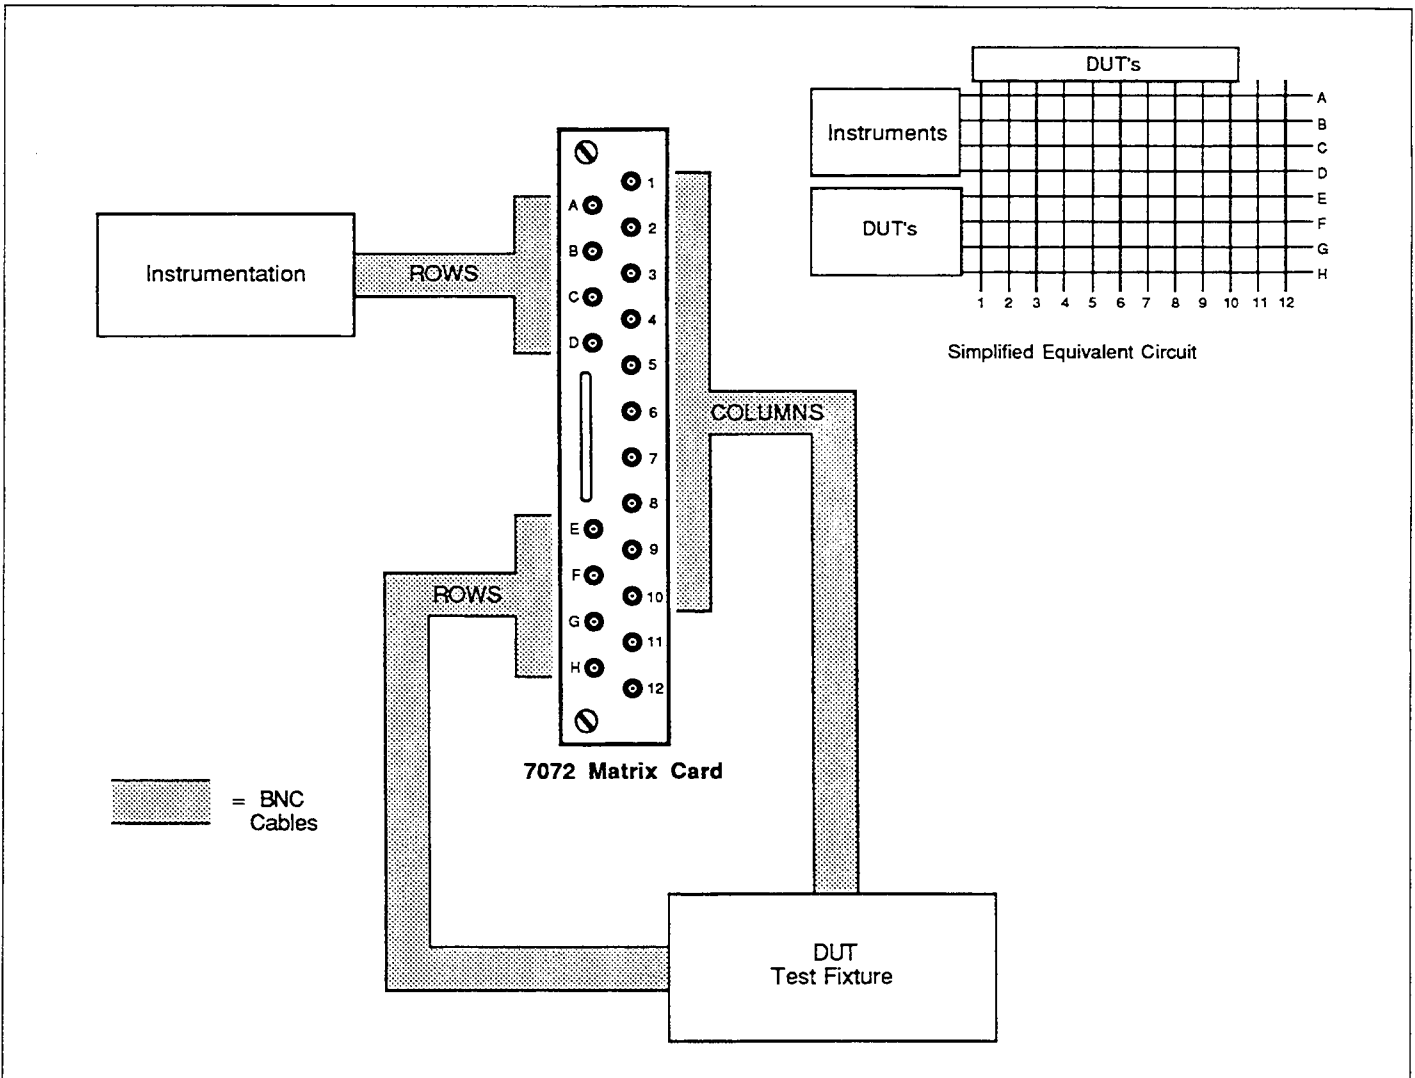 DUT's
Instruments
DUT's
A
B
C
D
E
F
G
H
1 2 3 4 5 6 7 8 9 10 11 12
Simplified Equivalent Circuit
Instrumentation
ROWS
A
B
C
D
E
F
G
H
1
2
3
4
5
6
7
8
9
10
11
12
COLUMNS
ROWS
7072 Matrix Card
= BNC
Cables
DUT
Test Fixture